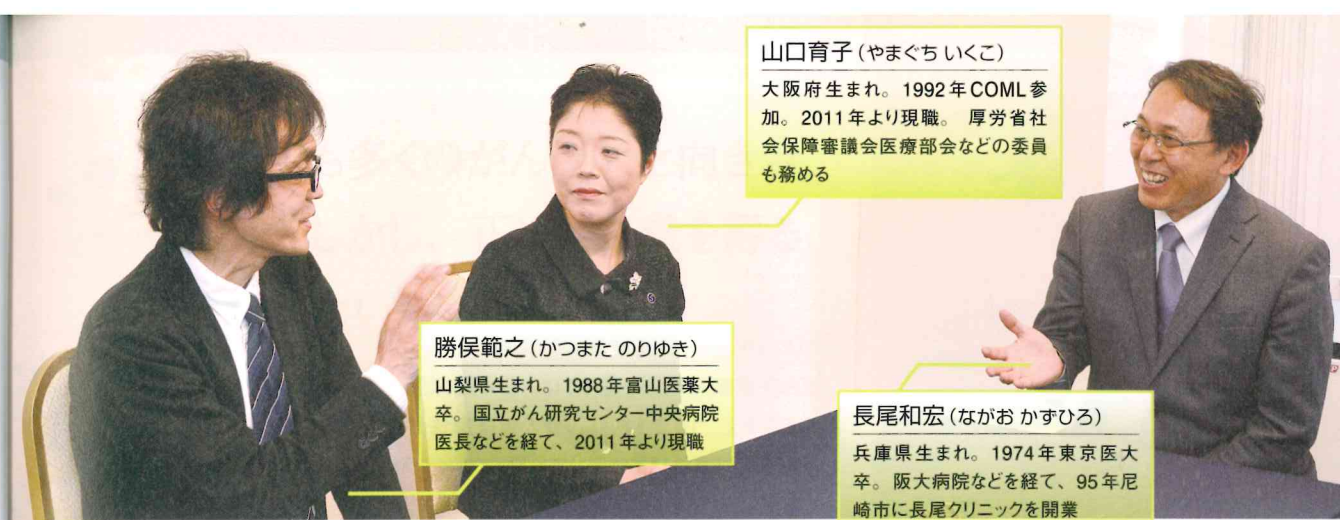 山口育子(やまぐち いくこ)
大阪府生まれ。1992年COML参
加。2011年より現職。 厚労省社
会保障審議会医療部会などの委員
も務める
勝俣範之(かつまた のりゆき)
山梨県生まれ。1988年富山医薬大
卒。国立がん研究センター中央病院
医長などを経て、2011年より現職
長尾和宏(ながお かずひろ)
兵庫県生まれ。1974年東京医大
卒。阪大病院などを経て、95年尼
崎市に長尾クリニックを開業